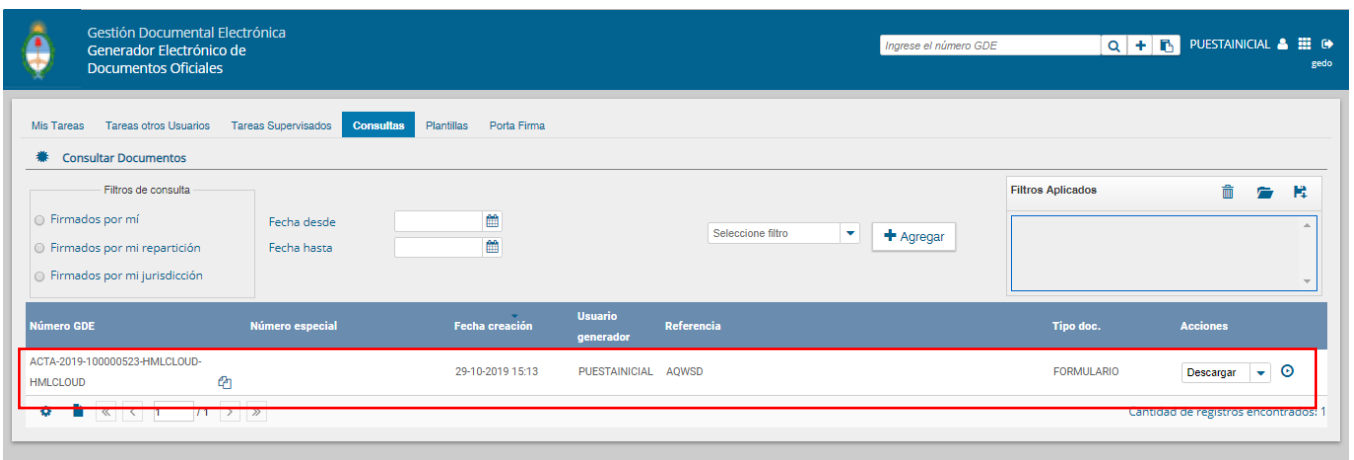 Gestión Documental Electrónica
Generador Electrónico de
Documentos Oficiales
Ingrese el número GDE
PUESTAINICIAL
gedo
Mis Tareas Tareas otros Usuarios Tareas Supervisados Consultas Plantillas Porta Firma
Consultar Documentos
Filtros de consulta
Firmados por mí
Firmados por mi repartición
Firmados por mi jurisdicción
Fecha desde
Fecha hasta
Seleccione filtro
Agregar
Filtros Aplicados
Número GDE Número especial Fecha creación Usuario generador Referencia Tipo doc. Acciones
ACTA-2019-100000523-HMLCLOUD-
HMLCLOUD 29-10-2019 15:13 PUESTAINICIAL AQWSD FORMULARIO Descargar
1 / 1 Cantidad de registros encontrados: 1